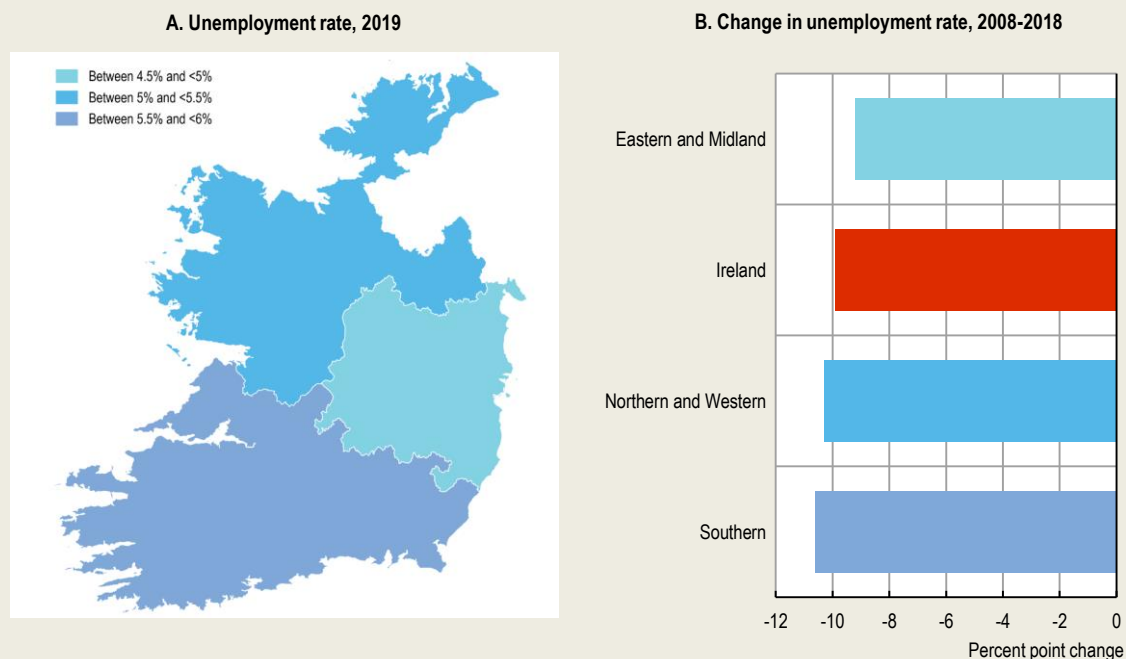 A. Unemployment rate, 2019
Between 4.5% and <5%
Between 5% and <5.5%
Between 5.5% and <6%
B. Change in unemployment rate, 2008-2018
Eastern and Midland
Ireland
Northern and Western
Southern
-12 -10 -8 -6 -4 -2 0
Percent point change